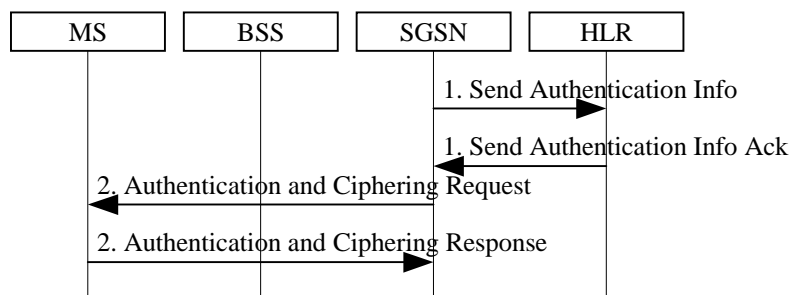 MS BSS SGSN HLR
1. Send Authentication Info
1. Send Authentication Info Ack
2. Authentication and Ciphering Request
2. Authentication and Ciphering Response